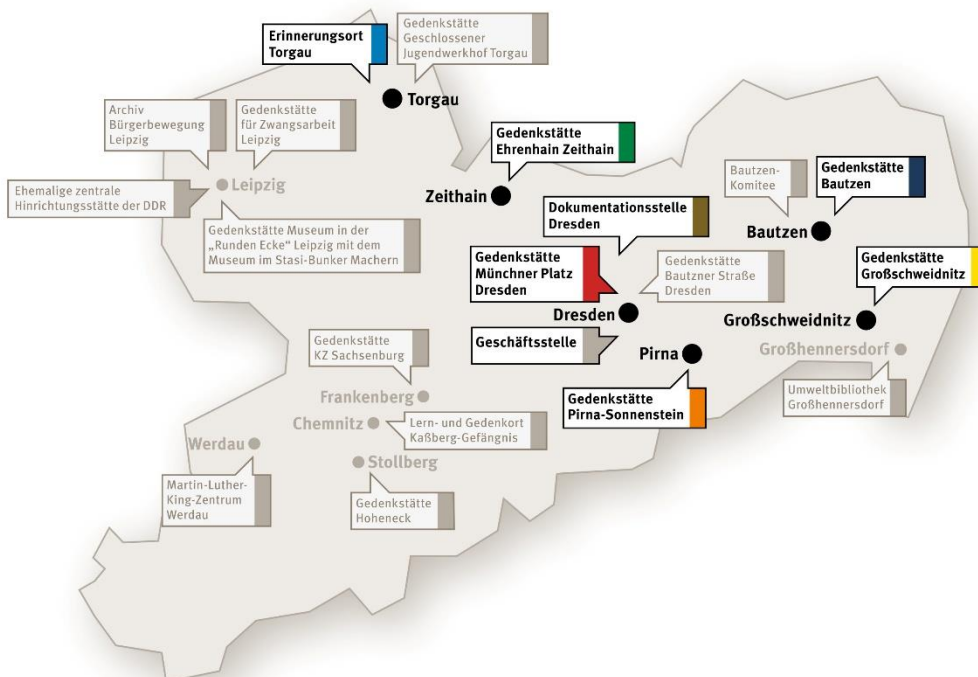 Erinnerungsort
Torgau
Gedenkstätte
Geschlossener
Jugendwerkhof Torgau
Torgau
Archiv
Bürgerbewegung
Leipzig
Gedenkstätte
für Zwangsarbeit
Leipzig
Gedenkstätte
Ehrenhain Zeithain
Zeithain
Leipzig
Ehemalige zentrale
Hinrichtungsstätte der DDR
Gedenkstätte Museum in der
„Runden Ecke“ Leipzig mit dem
Museum im Stasi-Bunker Machern
Bautzen-
Komitee
Gedenkstätte
Bautzen
Bautzen
Dokumentationsstelle
Dresden
Gedenkstätte
Münchner Platz
Dresden
Gedenkstätte
Bautzner Straße
Dresden
Gedenkstätte
Großschweidnitz
Dresden
Großschweidnitz
Geschäftsstelle
Pirna
Großhennersdorf
Gedenkstätte
KZ Sachsenburg
Frankenberg
Gedenkstätte
Pirna-Sonnenstein
Umweltbibliothek
Großhennersdorf
Chemnitz
Lern- und Gedenkort
Kaßberg-Gefängnis
Werdau
Stollberg
Martin-Luther-
King-Zentrum
Werdau
Gedenkstätte
Hoheneck